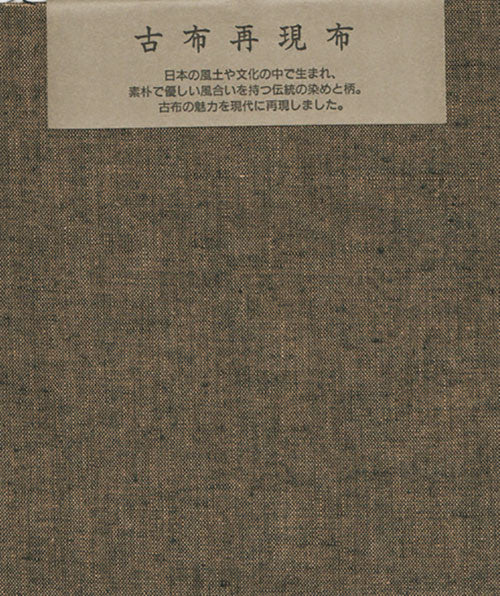 古布再現布
日本の風土や文化の中で生まれ、
素朴で優しい風合いを持つ伝統の染めと柄。
古布の魅力を現代に再現しました。